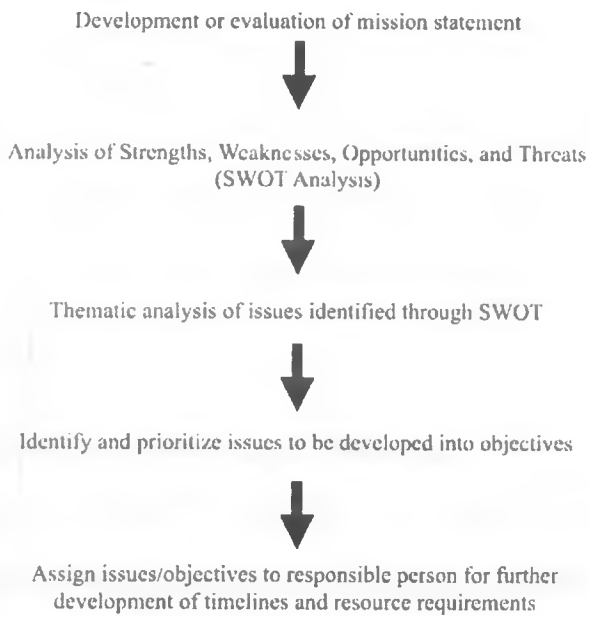 Development or evaluation of mission statement
Analysis of Strengths, Weaknesses, Opportunities, and Threats
(SWOT Analysis)
Thematic analysis of issues identified through SWOT
Identify and prioritize issues to be developed into objectives
Assign issues/objectives to responsible person for further
development of timelines and resource requirements